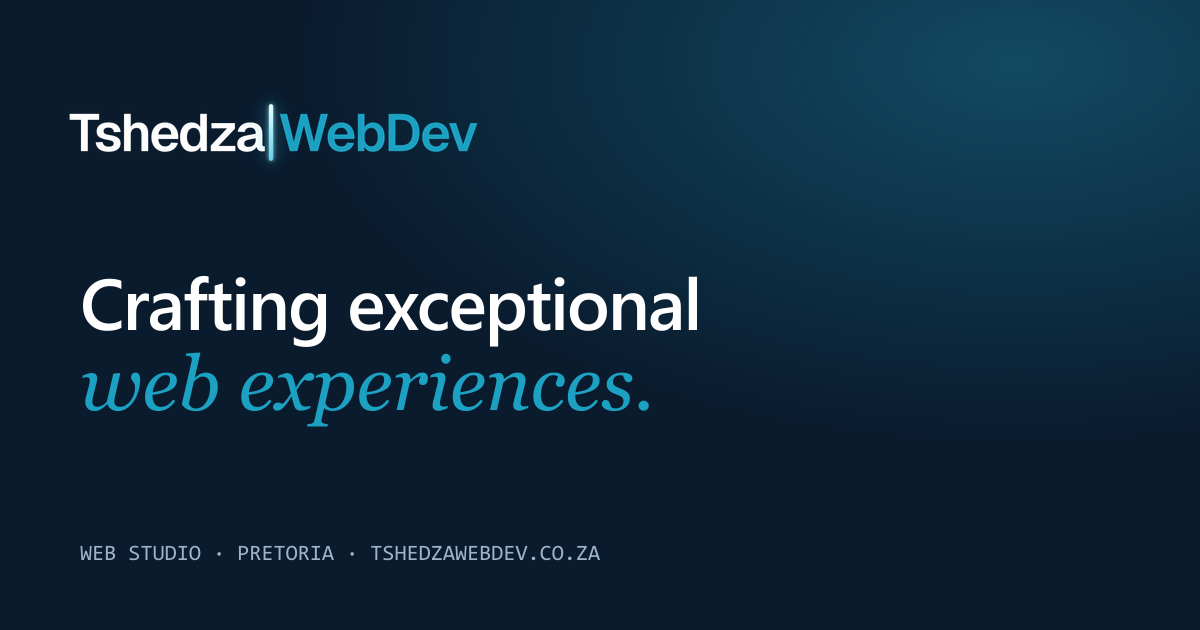 Tshedza|WebDev
Crafting exceptional
web experiences.
WEB STUDIO · PRETORIA · TSHEDZAWEBDEV.CO.ZA